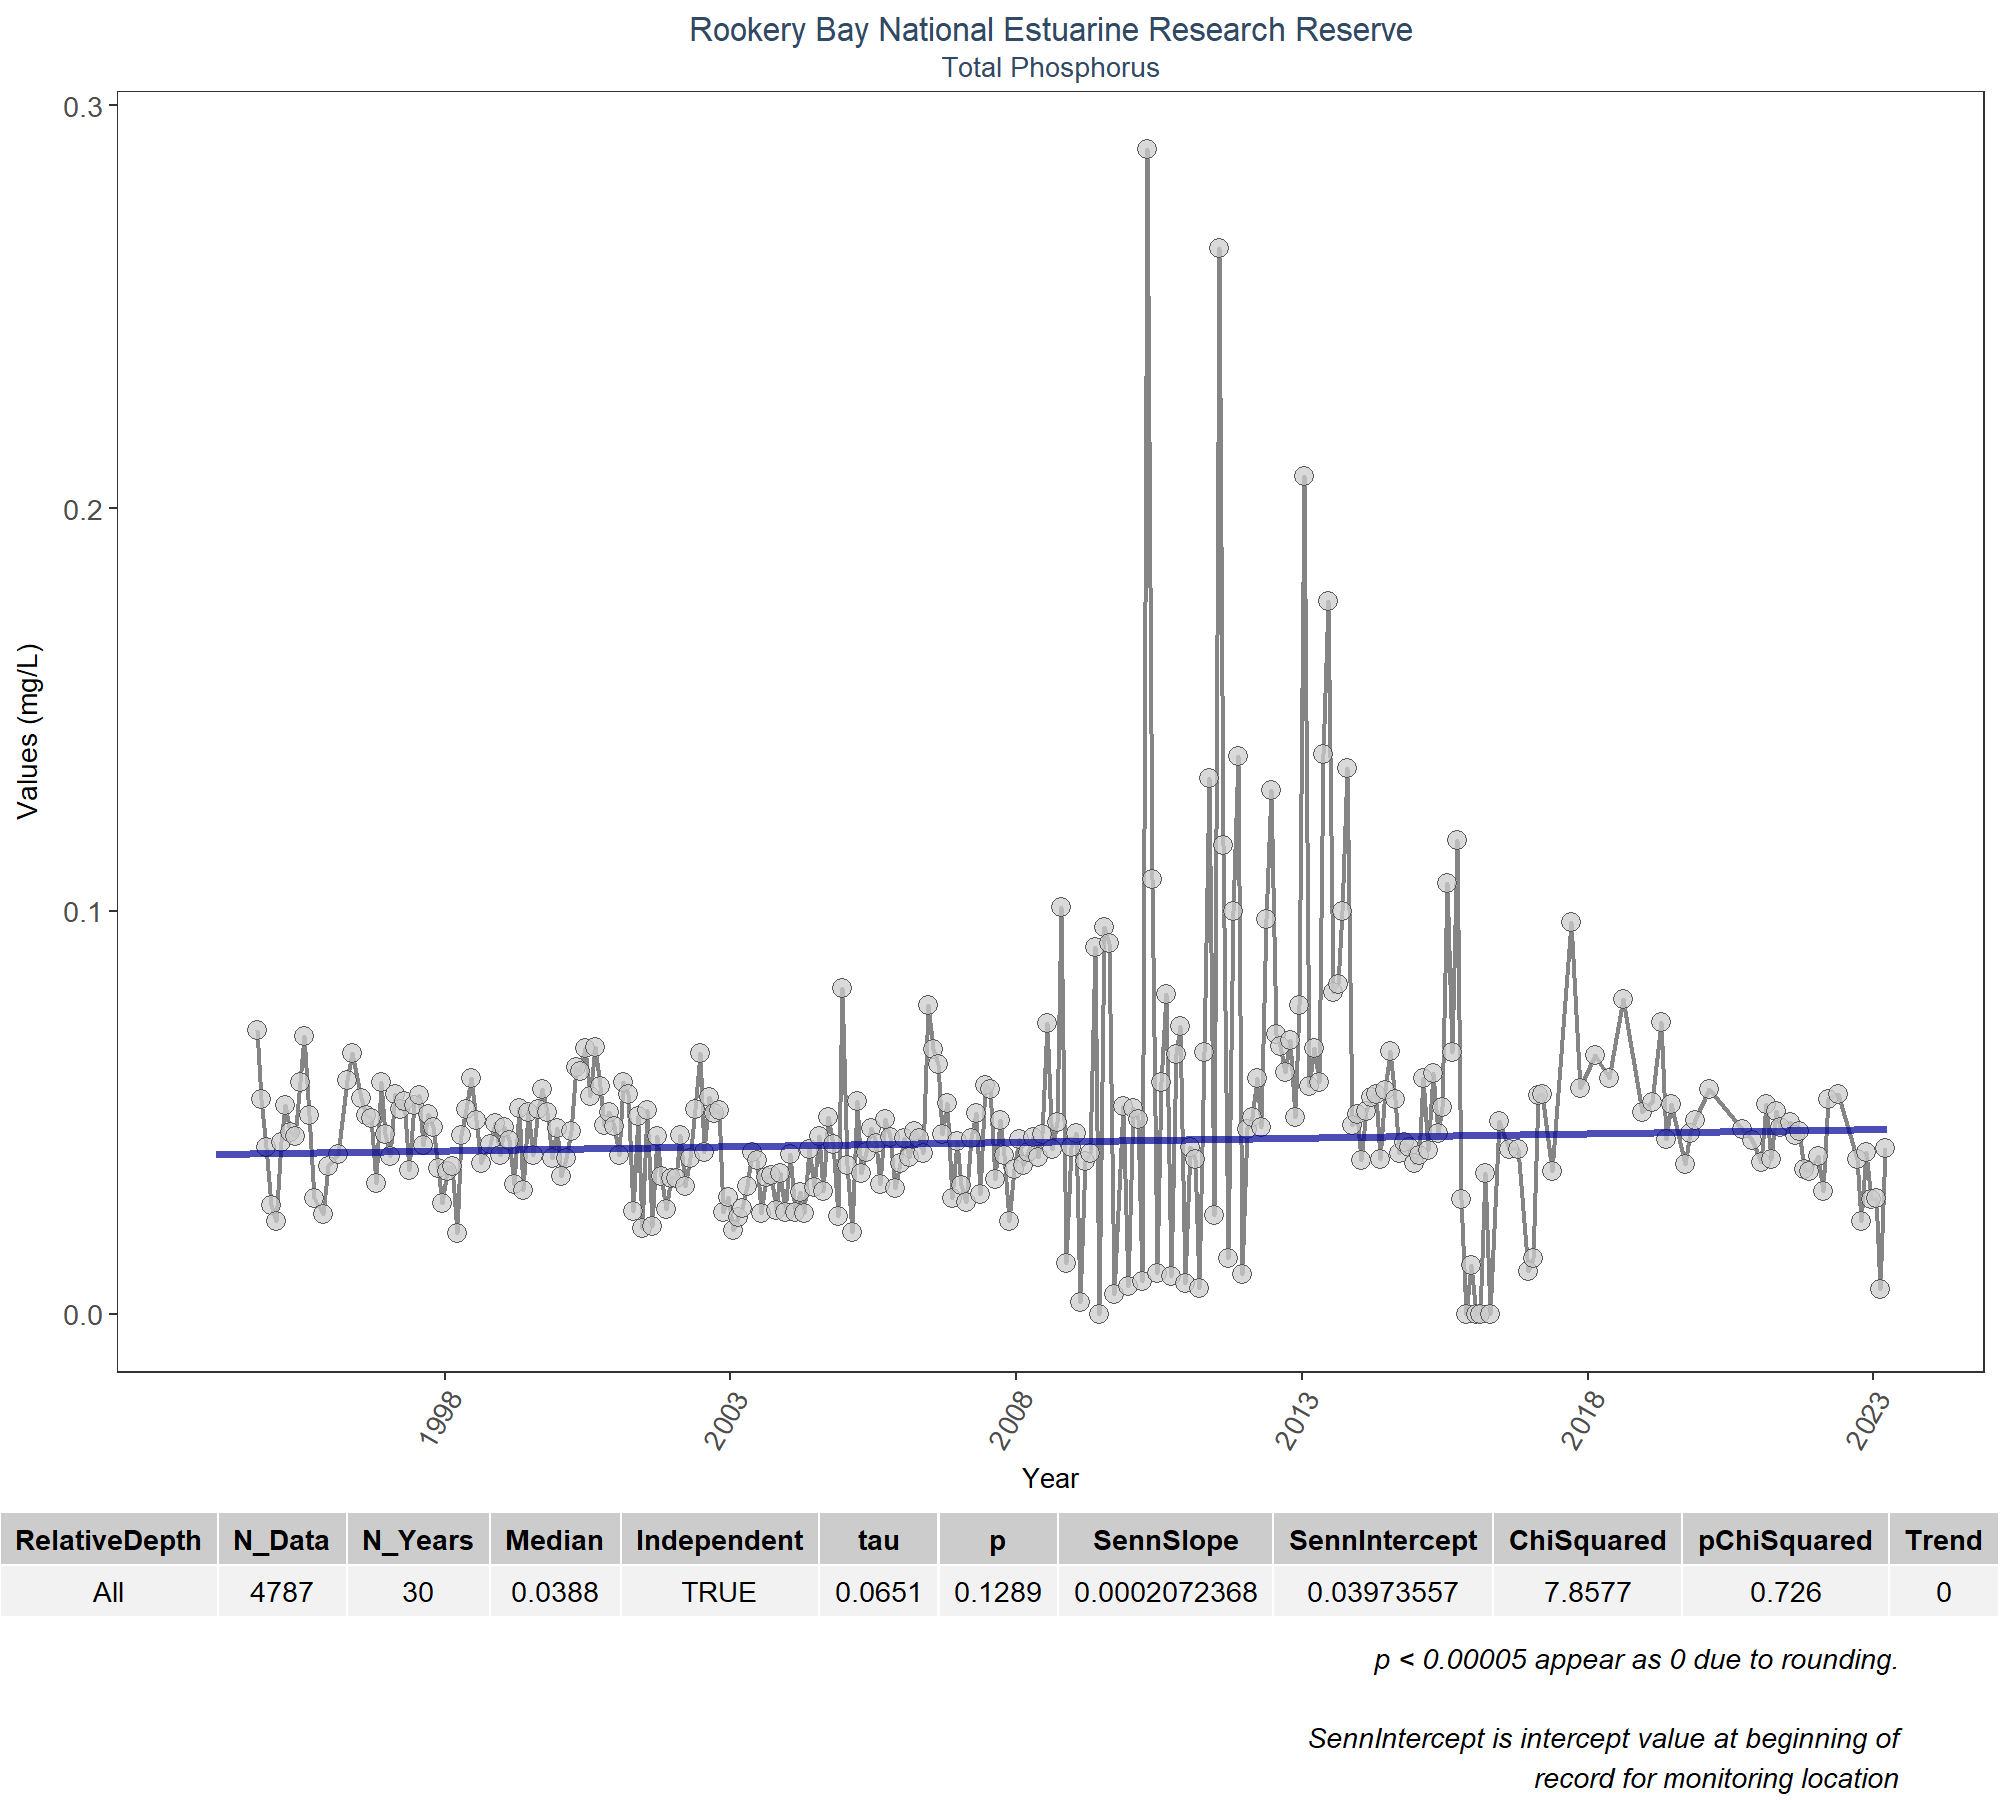 Rookery Bay National Estuarine Research Reserve
Total Phosphorus
0.3
0.2
0.1
0.0
Values (mg/L)
1998 2003 2008 2013 2018 2023
Year
RelativeDepth N_Data N_Years Median Independent tau p SennSlope SennIntercept ChiSquared pChiSquared Trend
All 4787 30 0.0388 TRUE 0.0651 0.1289 0.0002072368 0.03973557 7.8577 0.726 0
p < 0.00005 appear as 0 due to rounding.
SennIntercept is intercept value at beginning of
record for monitoring location